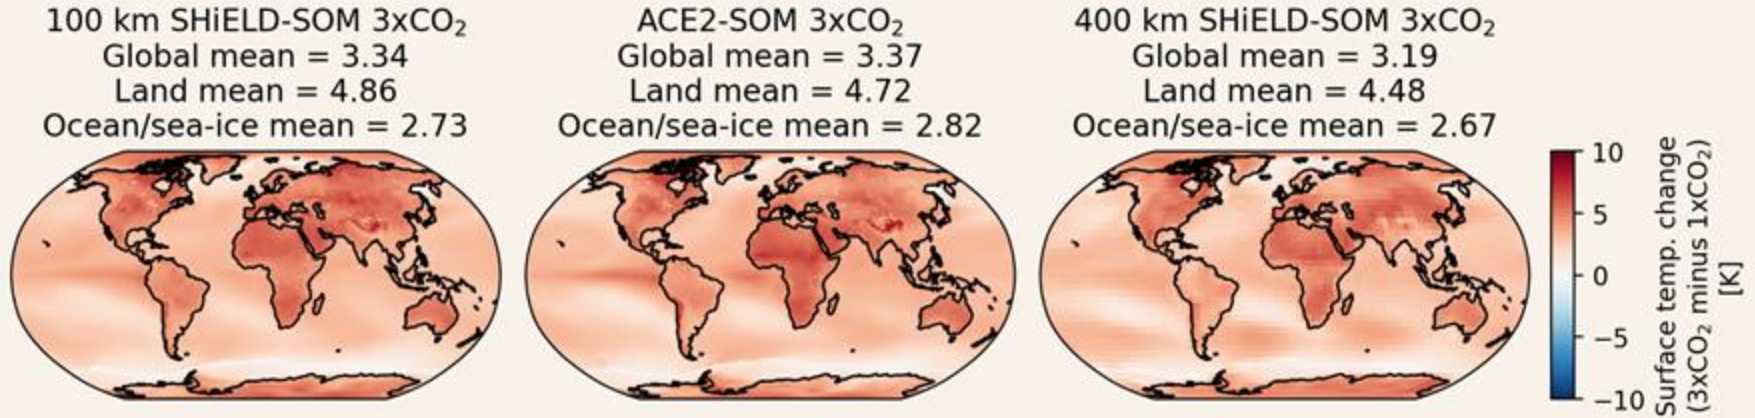 100 km SHiELD-SOM 3xCO₂
Global mean = 3.34
Land mean = 4.86
Ocean/sea-ice mean = 2.73
ACE2-SOM 3xCO₂
Global mean = 3.37
Land mean = 4.72
Ocean/sea-ice mean = 2.82
400 km SHiELD-SOM 3xCO₂
Global mean = 3.19
Land mean = 4.48
Ocean/sea-ice mean = 2.67
10
5
0
−5
−10
Surface temp. change
(3xCO₂ minus 1xCO₂)
[K]